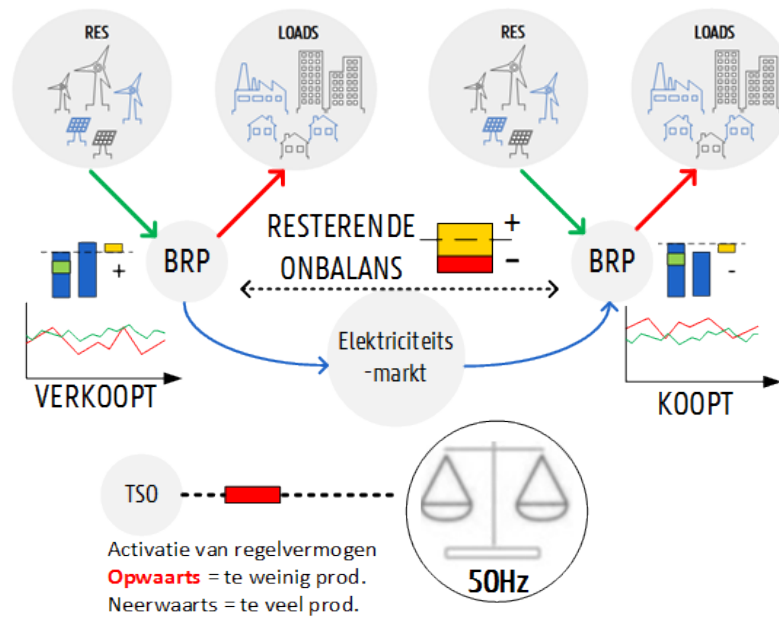 RES
LOADS
RES
LOADS
RESTERENDE
ONBALANS
+
-
BRP
+
BRP
-
Elektriciteits
-markt
VERKOOPT
KOOPT
TSO
50Hz
Activatie van regelvermogen
Opwaarts = te weinig prod.
Neerwaarts = te veel prod.